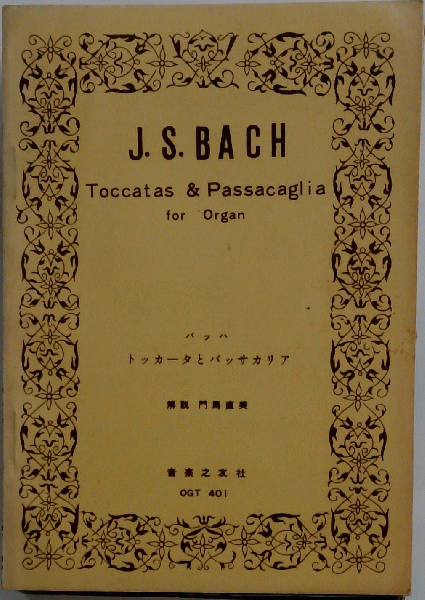 J. S. BACH
Toccatas & Passacaglia
for Organ
バッハ
トッカータとパッサカリア
解説 門馬直美
音楽之友社
OGT 401